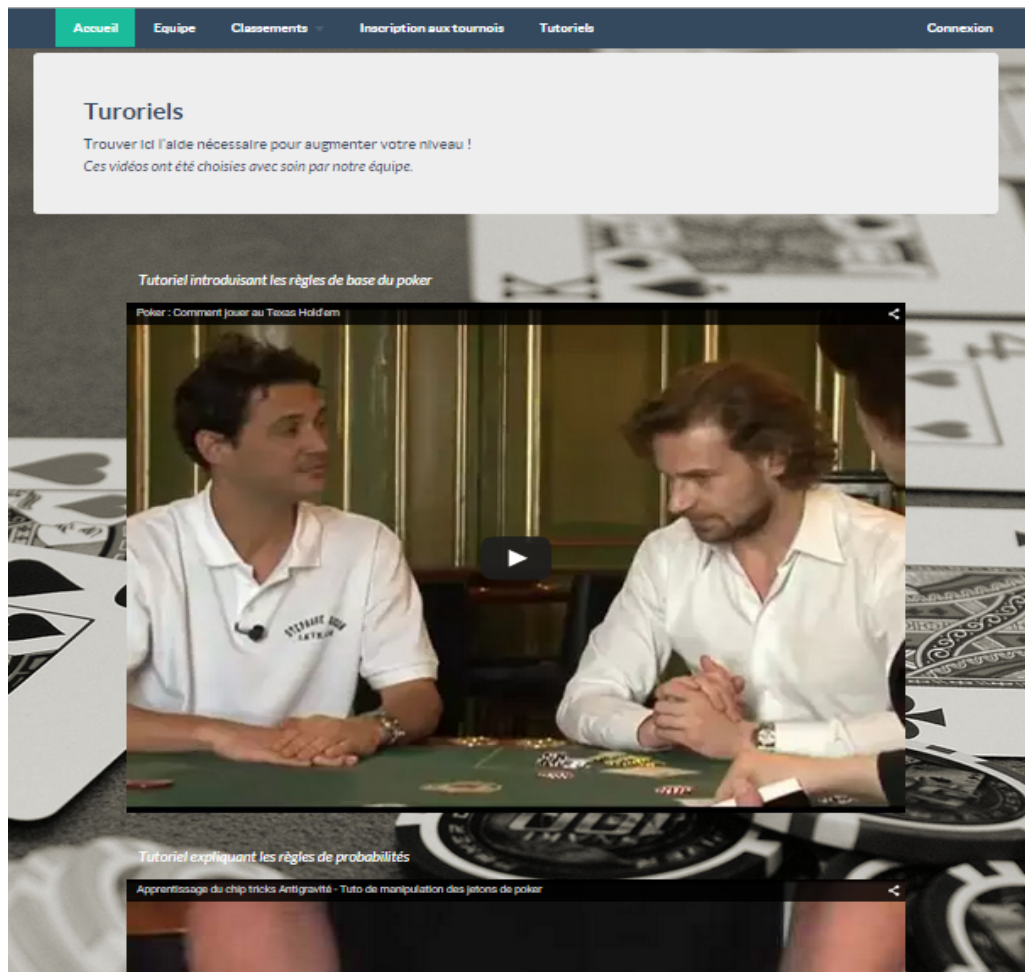 Accueil Equipe Classements Inscription aux tournois Tutoriels Connexion
Turoriels
Trouver ici l'aide nécessaire pour augmenter votre niveau !
Ces vidéos ont été choisies avec soin par notre équipe.
Tutoriel introduisant les règles de base du poker
Poker : Comment jouer au Texas Hold'em
K
Tutoriel expliquant les règles de probabilités
Apprentissage du chip tricks Antigravité - Tuto de manipulation des jetons de poker